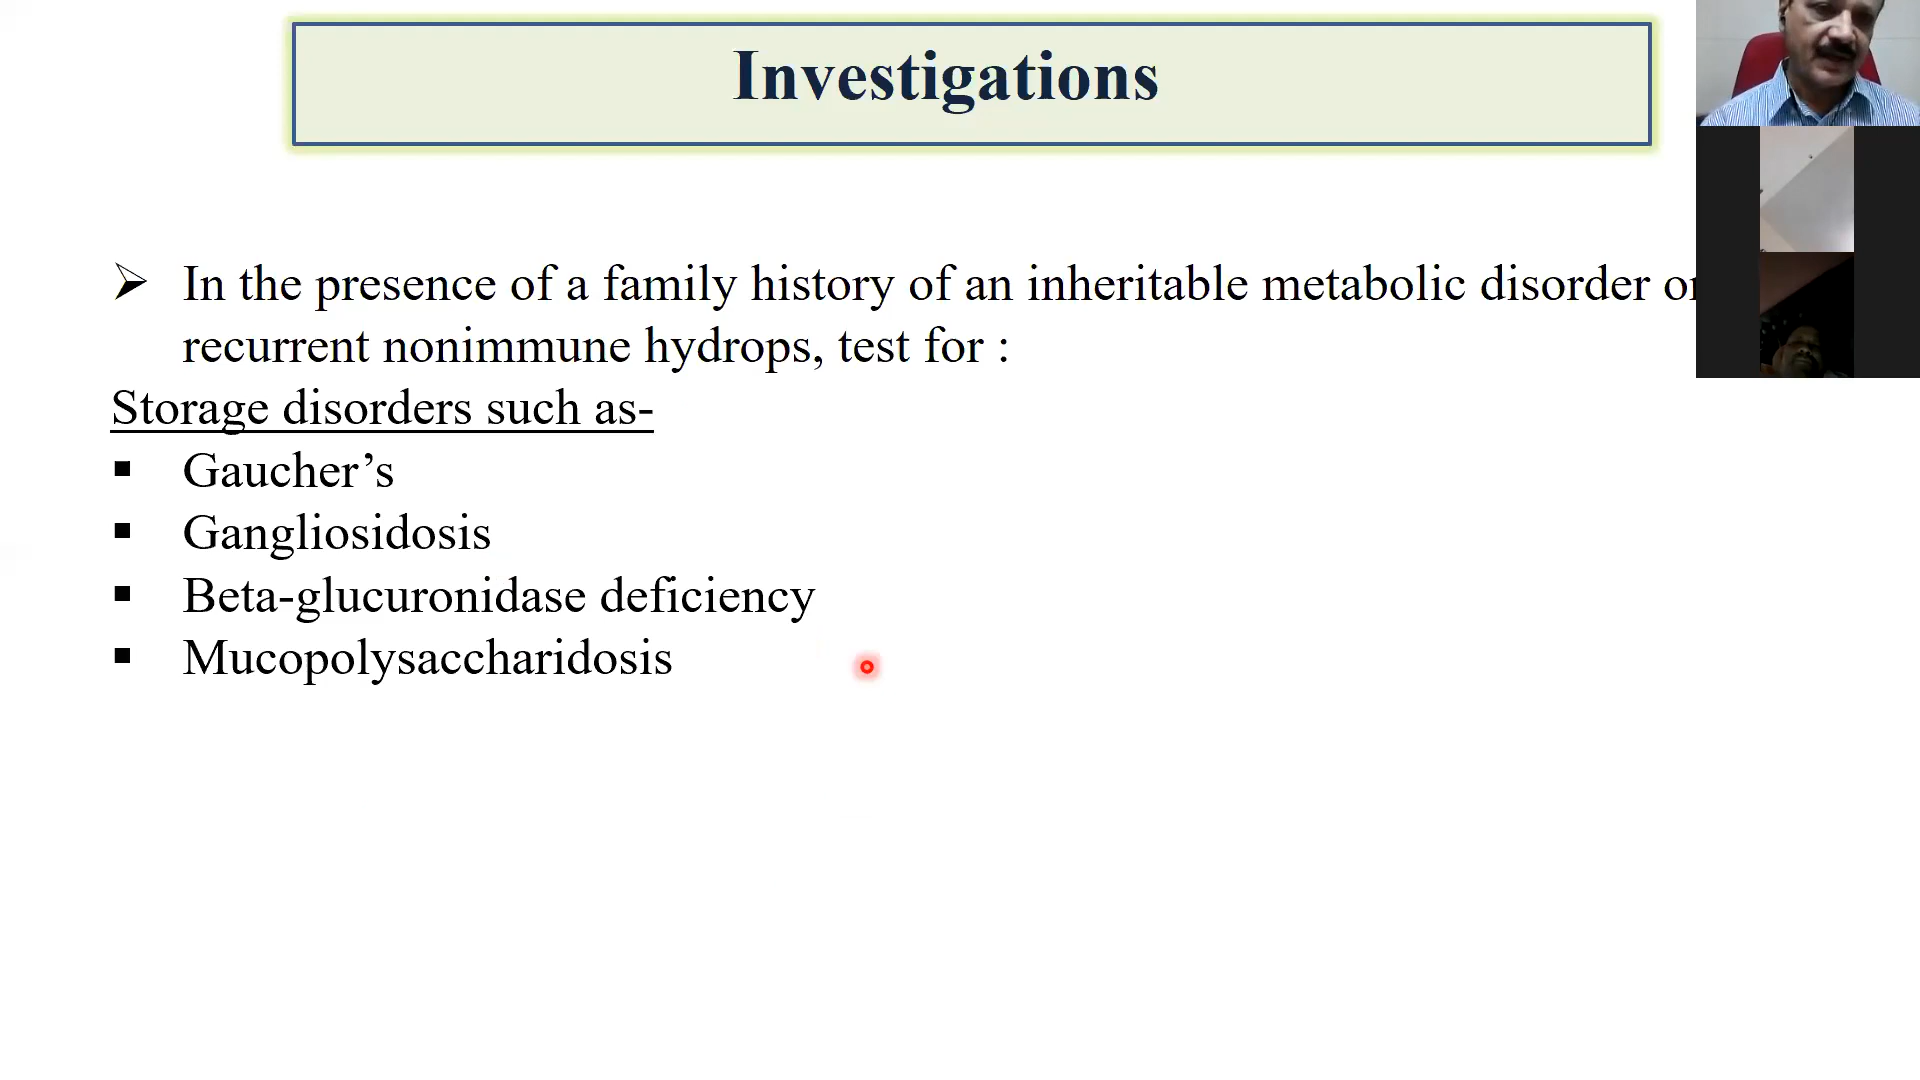 Investigations
➢ In the presence of a family history of an inheritable metabolic disorder or
recurrent nonimmune hydrops, test for :
Storage disorders such as-
▪ Gaucher’s
▪ Gangliosidosis
▪ Beta-glucuronidase deficiency
▪ Mucopolysaccharidosis